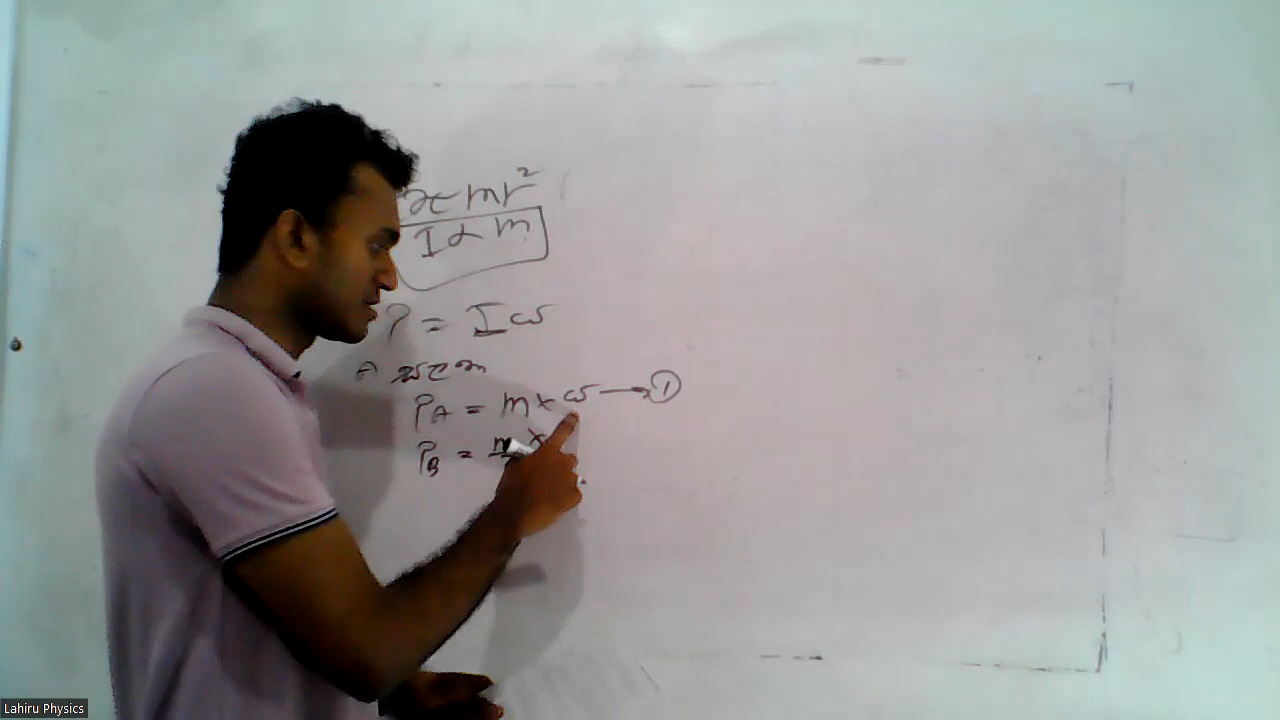 mr²
I α m
P = Iω
A සඳහා
P_A = m × ω → ①
P_B = m ×
Lahiru Physics